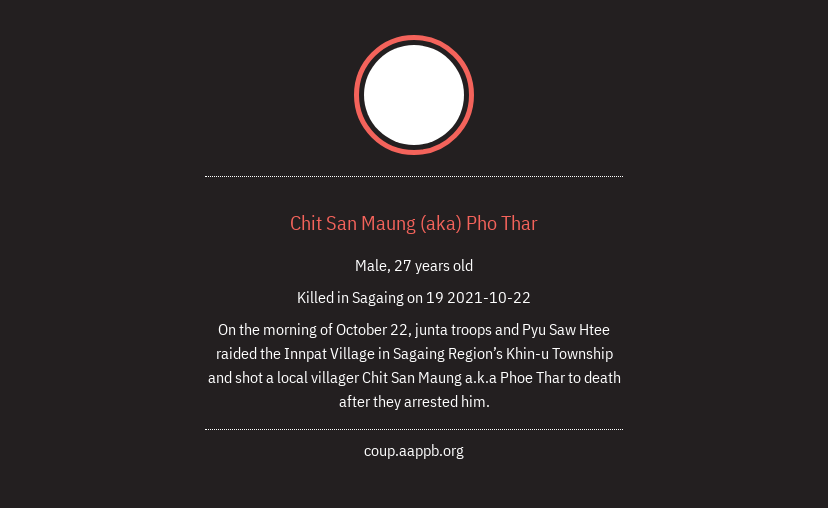 Chit San Maung (aka) Pho Thar
Male, 27 years old
Killed in Sagaing on 19 2021-10-22
On the morning of October 22, junta troops and Pyu Saw Htee
raided the Innpat Village in Sagaing Region’s Khin-u Township
and shot a local villager Chit San Maung a.k.a Phoe Thar to death
after they arrested him.
coup.aappb.org